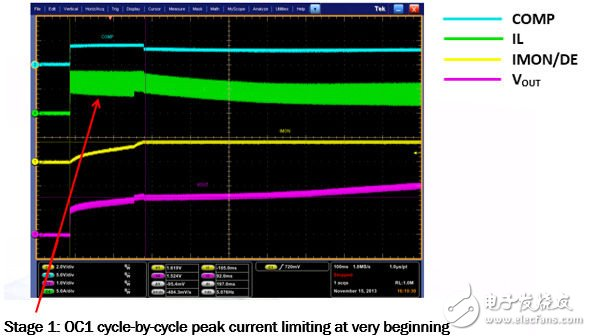 File Edit Vertical Horiz/Acq Trig Display Cursor Measure Mask Math MyScope Analyze Utilities Help
Tek
COMP
IMON
COMP
IL
IMON/DE
VOUT
2.0V/div
5.0V/div
1.0V/div
5.0A/div
1.619V
1.524V
-95.4mV
-105.0ms
92.0ms
197.0ms
5.076Hz
720mV
100ms 1.0MS/s 1.0µs/pt
Stopped
1 acqs RL:1.0M
November 15, 2013
电子发烧友
www.elecfans.com
Stage 1: OC1 cycle-by-cycle peak current limiting at very beginning